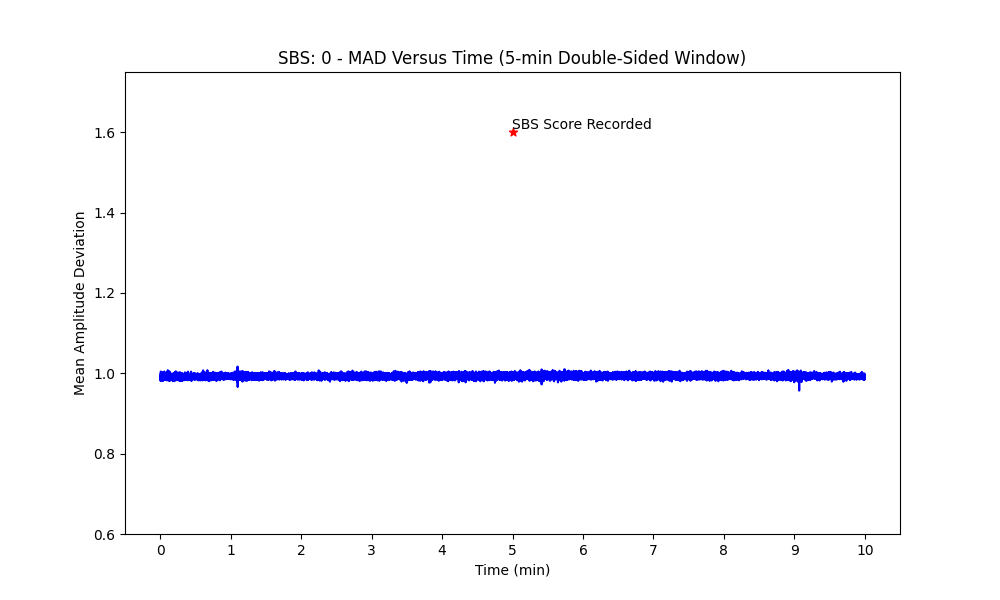 SBS: 0 - MAD Versus Time (5-min Double-Sided Window)
SBS Score Recorded
Mean Amplitude Deviation
1.6
1.4
1.2
1.0
0.8
0.6
0 1 2 3 4 5 6 7 8 9 10
Time (min)